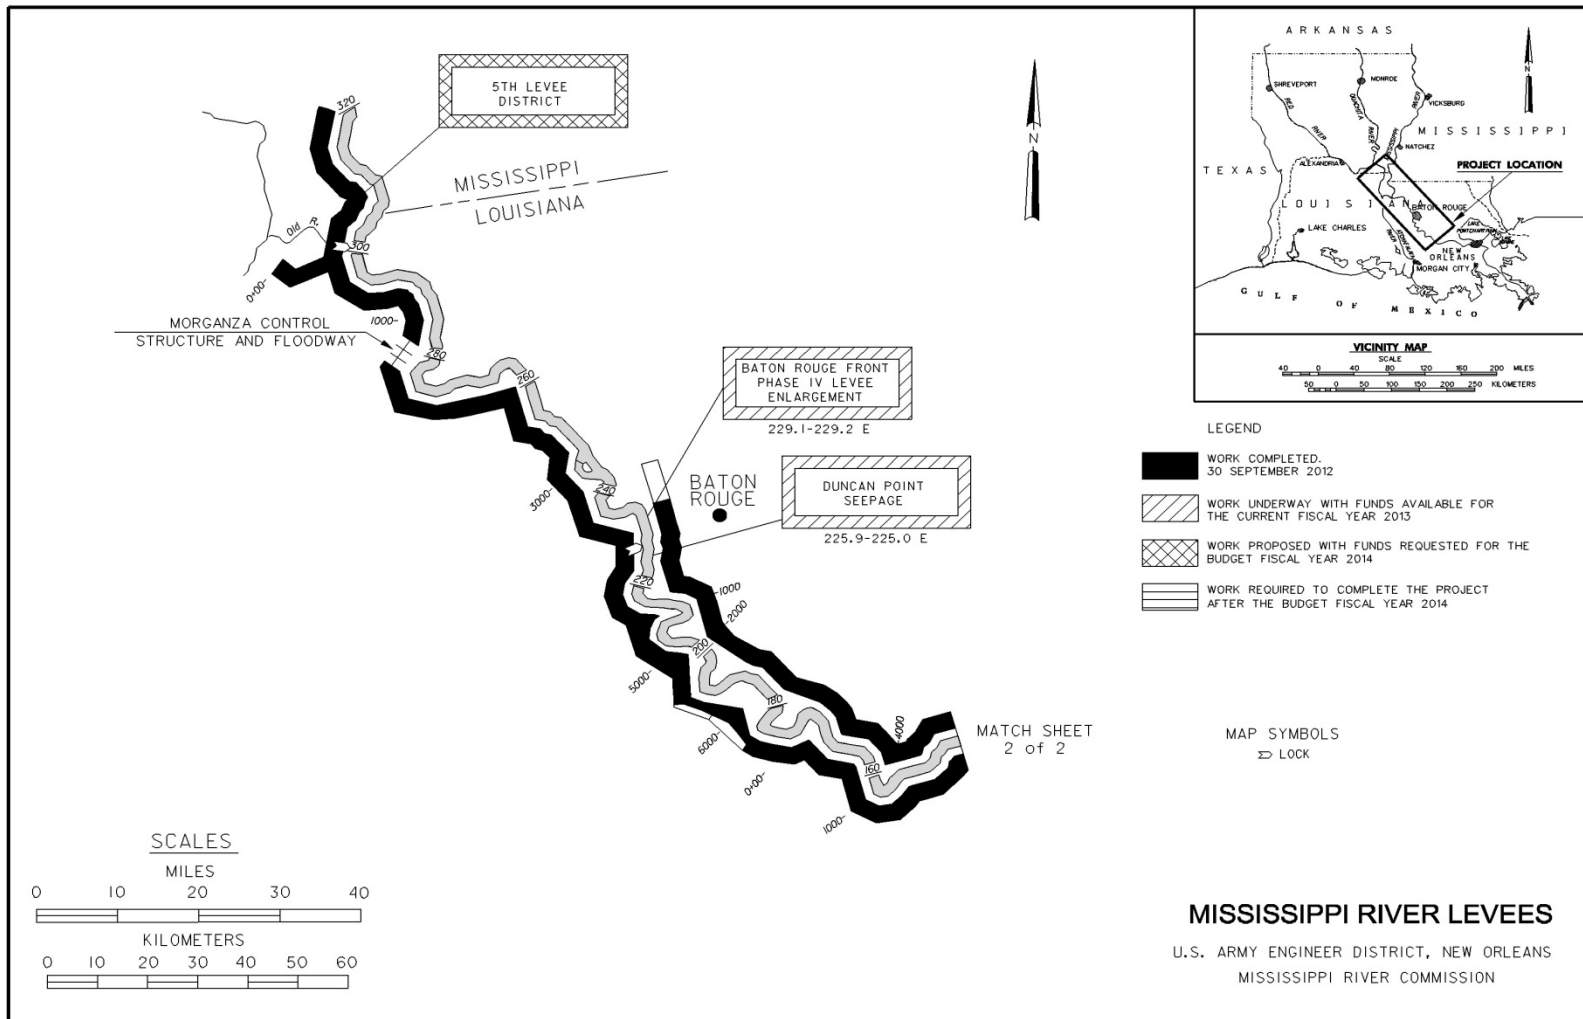 5TH LEVEE
DISTRICT
320
MISSISSIPPI
LOUISIANA
Old R.
300
0+00-
1000-
MORGANZA CONTROL
STRUCTURE AND FLOODWAY
280
260
BATON ROUGE FRONT
PHASE IV LEVEE
ENLARGEMENT
229.1-229.2 E
DUNCAN POINT
SEEPAGE
225.9-225.0 E
BATON
ROUGE
240
3000-
220
-1000
-2000
200
5000-
180
6000-
0+00-
-4000
160
1000-
MATCH SHEET
2 of 2
N
SCALES
MILES
0 10 20 30 40
KILOMETERS
0 10 20 30 40 50 60
ARKANSAS
N
SHREVEPORT
MONROE
VICKSBURG
RED
RIVER
OUACHITA
RIVER
MISSISSIPPI
RIVER
MISSISSIPPI
NATCHEZ
ALEXANDRIA
TEXAS
PROJECT LOCATION
LOUISIANA
BATON ROUGE
LAKE CHARLES
LAKE
PONTCHARTRAIN
NEW
ORLEANS
MORGAN CITY
GULF OF MEXICO
VICINITY MAP
SCALE
40 0 40 80 120 160 200 MILES
50 0 50 100 150 200 250 KILOMETERS
LEGEND
WORK COMPLETED.
30 SEPTEMBER 2012
WORK UNDERWAY WITH FUNDS AVAILABLE FOR
THE CURRENT FISCAL YEAR 2013
WORK PROPOSED WITH FUNDS REQUESTED FOR THE
BUDGET FISCAL YEAR 2014
WORK REQUIRED TO COMPLETE THE PROJECT
AFTER THE BUDGET FISCAL YEAR 2014
MAP SYMBOLS
LOCK
MISSISSIPPI RIVER LEVEES
U.S. ARMY ENGINEER DISTRICT, NEW ORLEANS
MISSISSIPPI RIVER COMMISSION